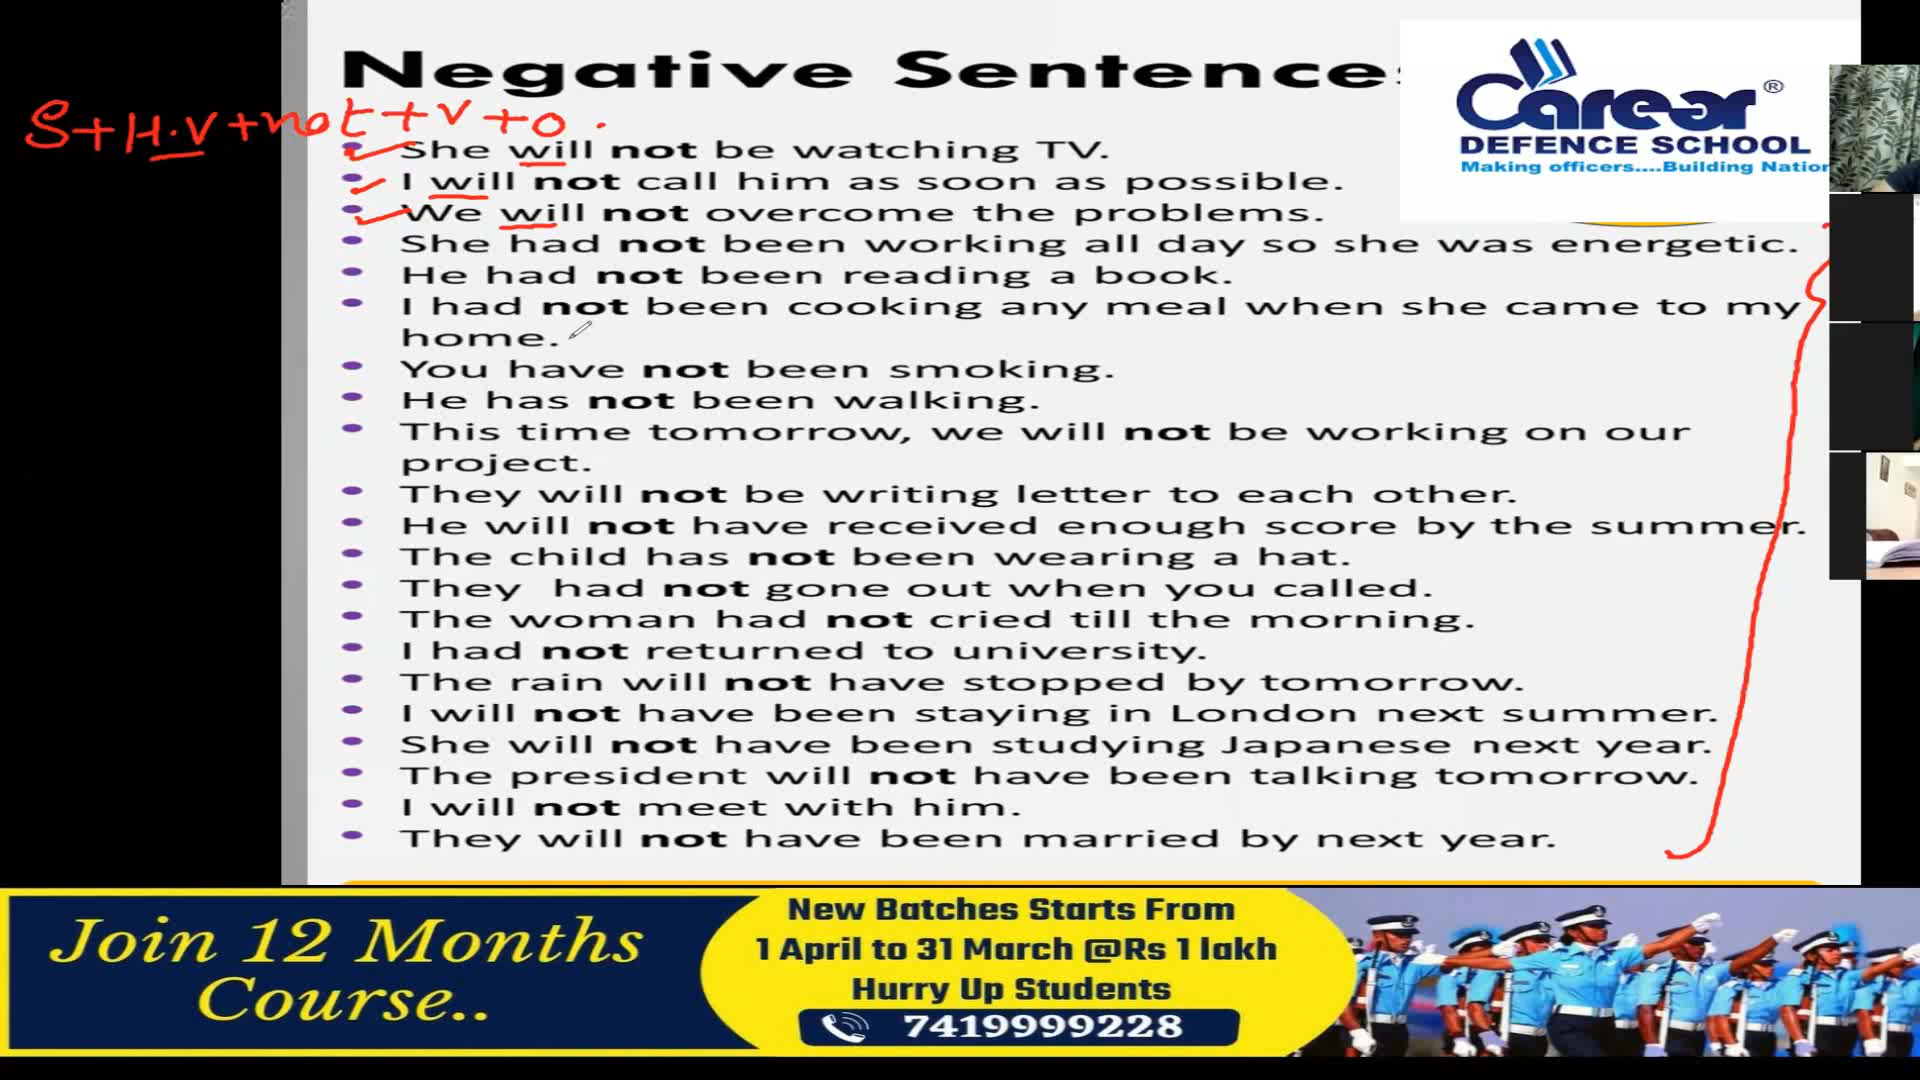 Negative Sentences
S+H.V+not+V+O.
She will not be watching TV.
I will not call him as soon as possible.
We will not overcome the problems.
She had not been working all day so she was energetic.
He had not been reading a book.
I had not been cooking any meal when she came to my
home.
You have not been smoking.
He has not been walking.
This time tomorrow, we will not be working on our
project.
They will not be writing letter to each other.
He will not have received enough score by the summer.
The child has not been wearing a hat.
They had not gone out when you called.
The woman had not cried till the morning.
I had not returned to university.
The rain will not have stopped by tomorrow.
I will not have been staying in London next summer.
She will not have been studying Japanese next year.
The president will not have been talking tomorrow.
I will not meet with him.
They will not have been married by next year.
Carear®
DEFENCE SCHOOL
Making officers....Building Nation
Join 12 Months
Course..
New Batches Starts From
1 April to 31 March @Rs 1 lakh
Hurry Up Students
7419999228